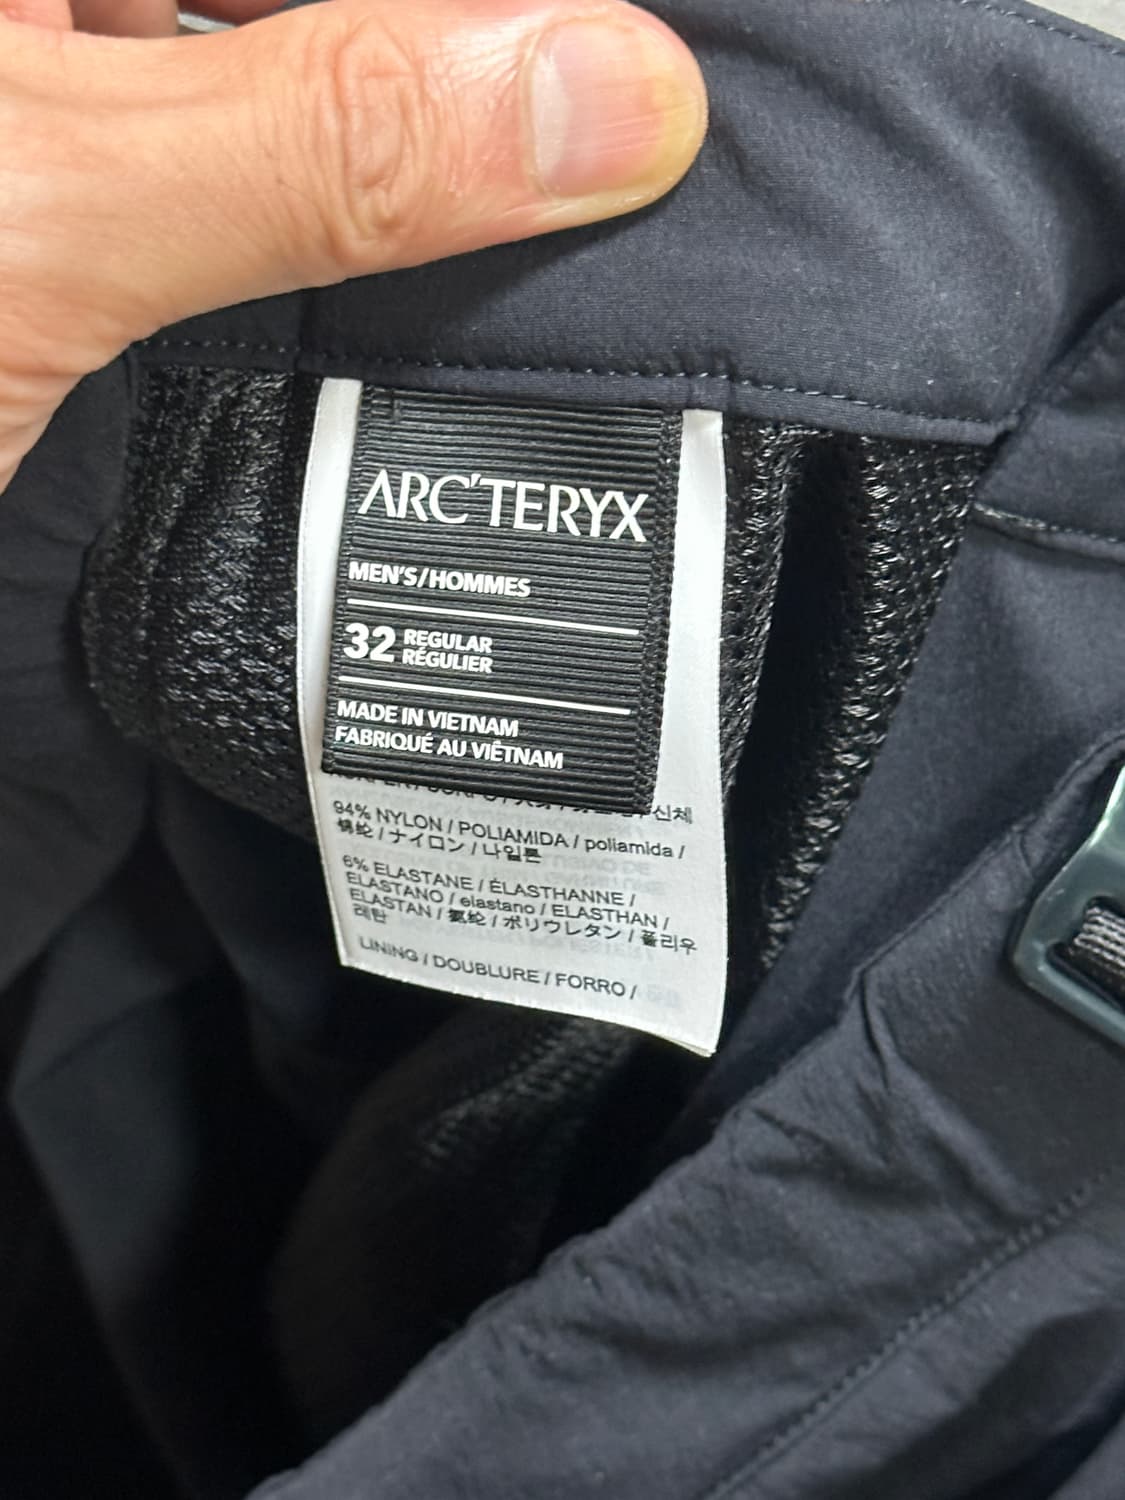 ARC'TERYX
MEN'S/HOMMES
32 REGULAR
RÉGULIER
MADE IN VIETNAM
FABRIQUÉ AU VIÊTNAM
신체
94% NYLON / POLIAMIDA / poliamida /
锦纶 / ナイロン / 나일론
6% ELASTANE / ÉLASTHANNE /
ELASTANO / elastano / ELASTHAN /
ELASTAN / 氨纶 / ポリウレタン / 폴리우
레탄
LINING / DOUBLURE / FORRO /